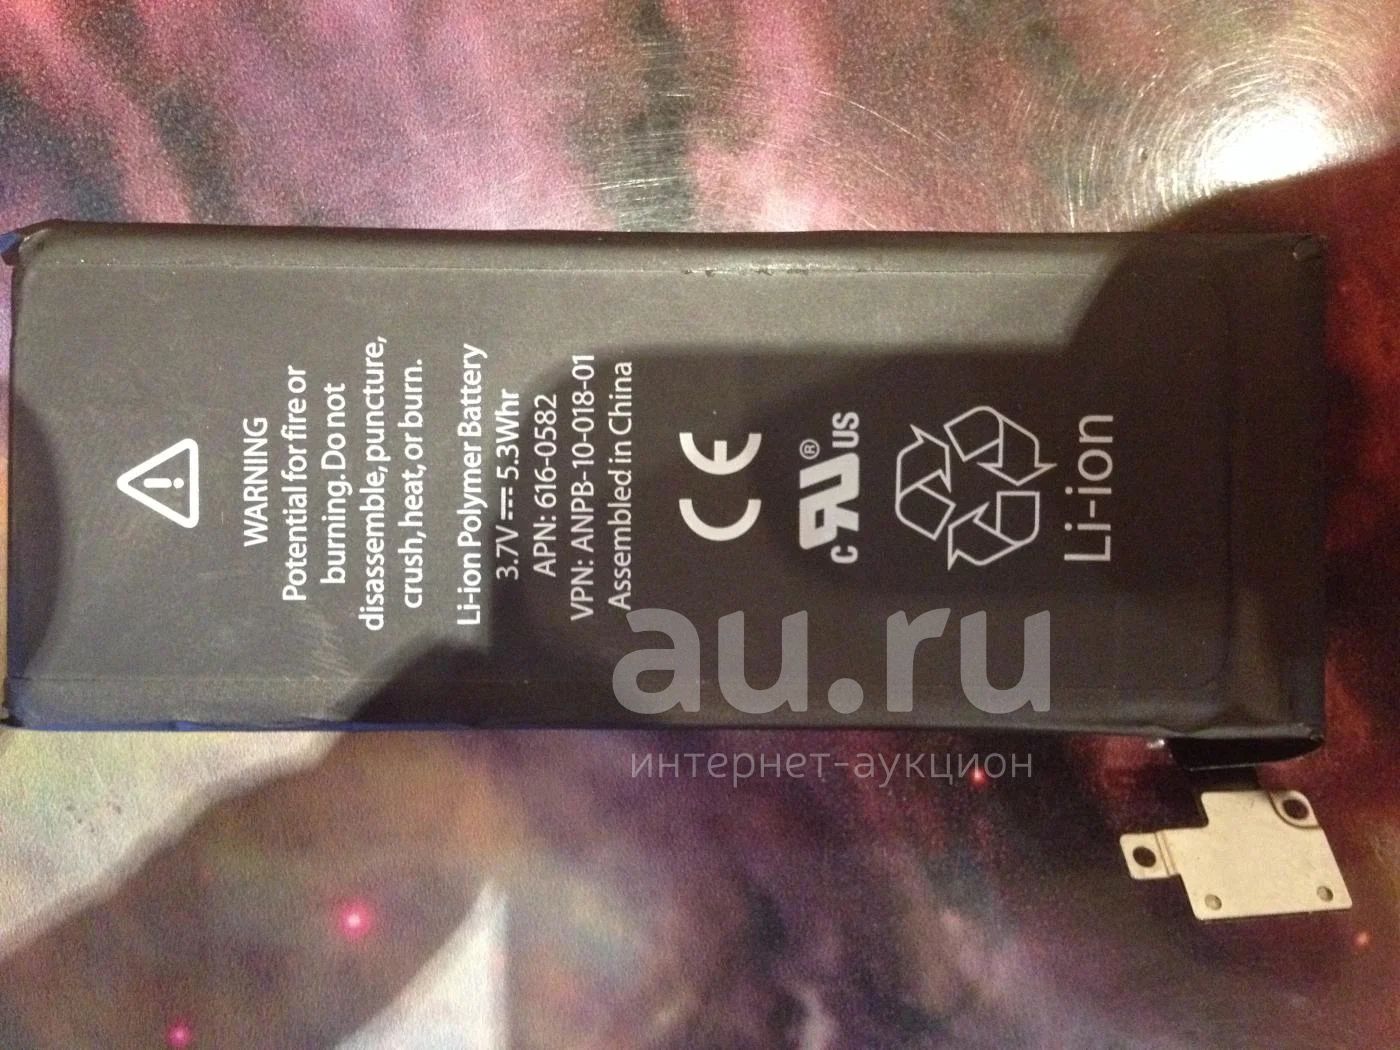 WARNING
Potential for fire or
burning. Do not
disassemble, puncture,
crush, heat, or burn.
Li-ion Polymer Battery
3.7V ⎓ 5.3Whr
APN: 616-0582
VPN: ANPB-10-018-01
Assembled in China
CE
c RU ® US
Li-ion
au.ru
интернет-аукцион